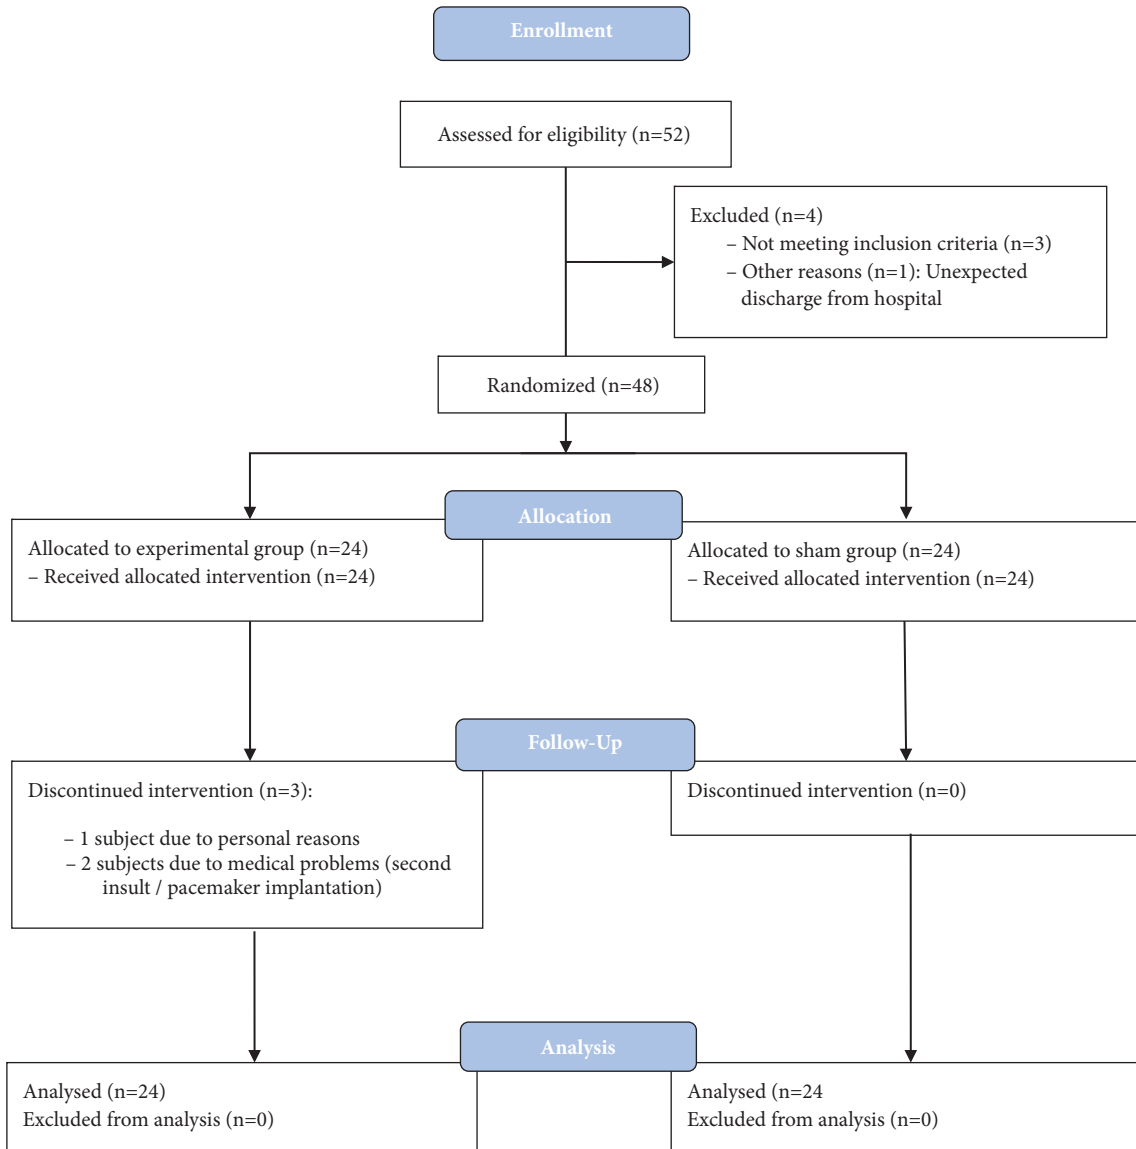 Enrollment
Assessed for eligibility (n=52)
Excluded (n=4)
– Not meeting inclusion criteria (n=3)
– Other reasons (n=1): Unexpected
discharge from hospital
Randomized (n=48)
Allocation
Allocated to experimental group (n=24)
– Received allocated intervention (n=24)
Allocated to sham group (n=24)
– Received allocated intervention (n=24)
Follow-Up
Discontinued intervention (n=3):
– 1 subject due to personal reasons
– 2 subjects due to medical problems (second
insult / pacemaker implantation)
Discontinued intervention (n=0)
Analysis
Analysed (n=24)
Excluded from analysis (n=0)
Analysed (n=24
Excluded from analysis (n=0)